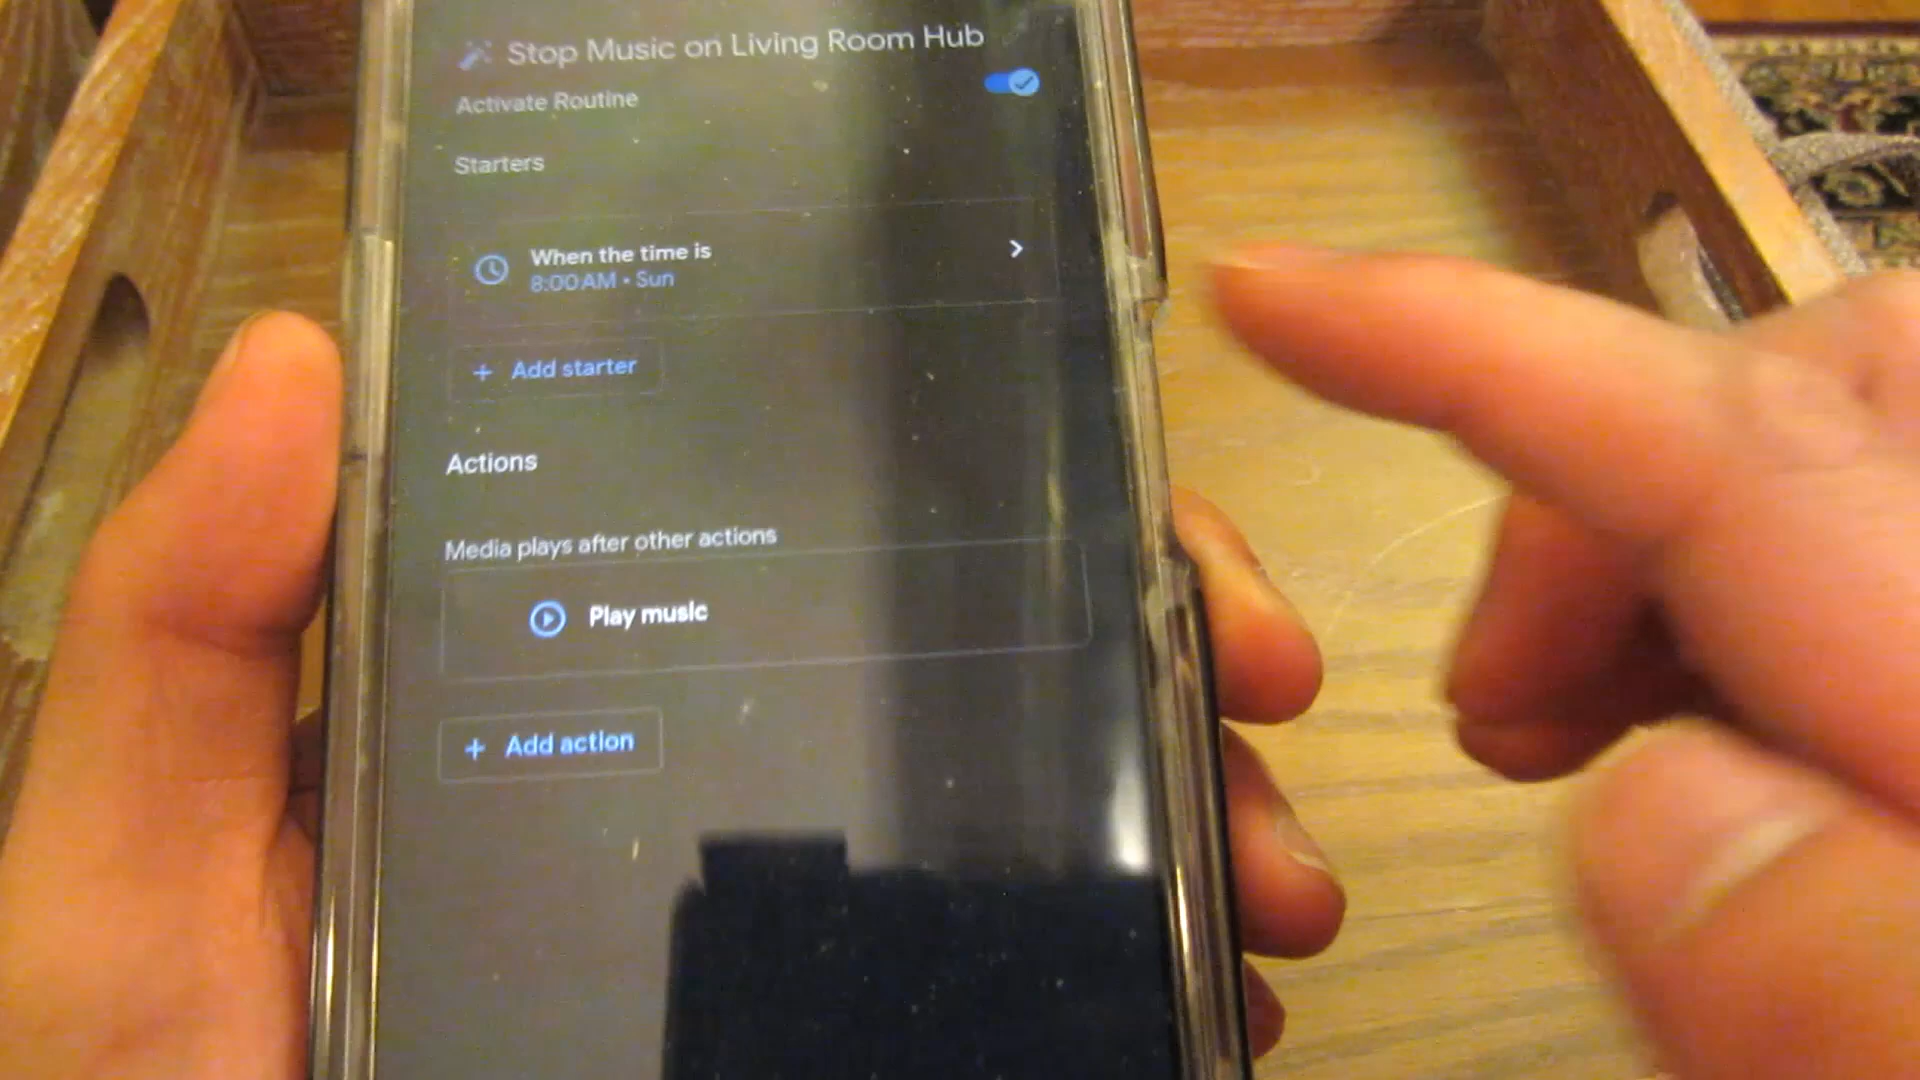 Stop Music on Living Room Hub
Activate Routine
Starters
When the time is
8:00 AM • Sun
+ Add starter
Actions
Media plays after other actions
Play music
+ Add action